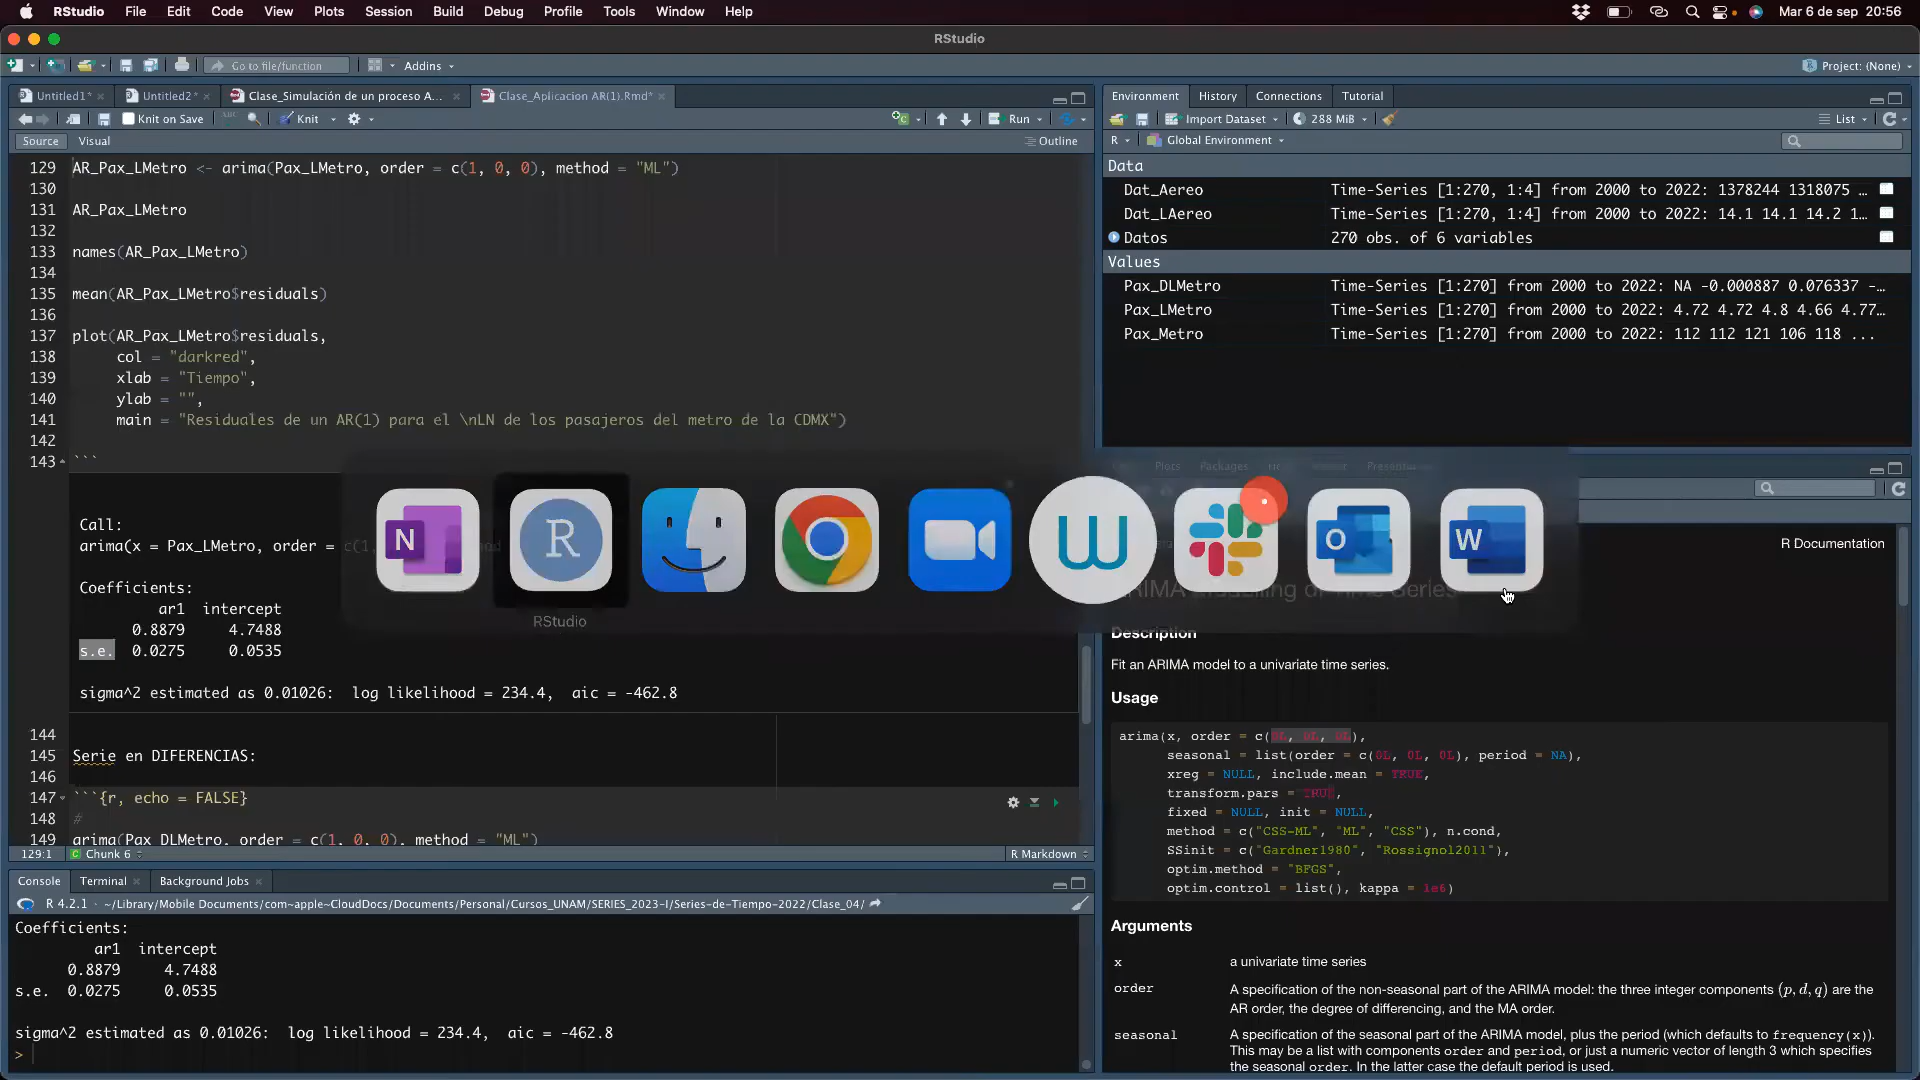 RStudio File Edit Code View Plots Session Build Debug Profile Tools Window Help Mar 6 de sep 20:56
RStudio
Go to file/function Addins Project: (None)
Untitled1* Untitled2* Clase_Simulación de un proceso A... Clase_Aplicacion AR(1).Rmd*
Knit on Save Knit Run
Source Visual Outline
129 AR_Pax_LMetro <- arima(Pax_LMetro, order = c(1, 0, 0), method = "ML")
130
131 AR_Pax_LMetro
132
133 names(AR_Pax_LMetro)
134
135 mean(AR_Pax_LMetro$residuals)
136
137 plot(AR_Pax_LMetro$residuals,
138 col = "darkred",
139 xlab = "Tiempo",
140 ylab = "",
141 main = "Residuales de un AR(1) para el \nLN de los pasajeros del metro de la CDMX")
142
143 ```
Call:
arima(x = Pax_LMetro, order = c(1,
Coefficients:
ar1 intercept
0.8879 4.7488
s.e. 0.0275 0.0535
sigma^2 estimated as 0.01026: log likelihood = 234.4, aic = -462.8
144
145 Serie en DIFERENCIAS:
146
147 ```{r, echo = FALSE}
148 #
149 arima(Pax_DLMetro, order = c(1, 0, 0), method = "ML")
129:1 Chunk 6 R Markdown
Console Terminal Background Jobs
R 4.2.1 · ~/Library/Mobile Documents/com~apple~CloudDocs/Documents/Personal/Cursos_UNAM/SERIES_2023-I/Series-de-Tiempo-2022/Clase_04/
Coefficients:
ar1 intercept
0.8879 4.7488
s.e. 0.0275 0.0535
sigma^2 estimated as 0.01026: log likelihood = 234.4, aic = -462.8
>
Environment History Connections Tutorial
Import Dataset 288 MiB List
R Global Environment
Data
Dat_Aereo Time-Series [1:270, 1:4] from 2000 to 2022: 1378244 1318075 …
Dat_LAereo Time-Series [1:270, 1:4] from 2000 to 2022: 14.1 14.1 14.2 1…
Datos 270 obs. of 6 variables
Values
Pax_DLMetro Time-Series [1:270] from 2000 to 2022: NA -0.000887 0.076337 -…
Pax_LMetro Time-Series [1:270] from 2000 to 2022: 4.72 4.72 4.8 4.66 4.77…
Pax_Metro Time-Series [1:270] from 2000 to 2022: 112 112 121 106 118 ...
Plots Packages Presentation
N R W O W
RStudio
R Documentation
ARIMA Modelling of Time Series
Description
Fit an ARIMA model to a univariate time series.
Usage
arima(x, order = c(0L, 0L, 0L),
seasonal = list(order = c(0L, 0L, 0L), period = NA),
xreg = NULL, include.mean = TRUE,
transform.pars = TRUE,
fixed = NULL, init = NULL,
method = c("CSS-ML", "ML", "CSS"), n.cond,
SSinit = c("Gardner1980", "Rossignol2011"),
optim.method = "BFGS",
optim.control = list(), kappa = 1e6)
Arguments
x a univariate time series
order A specification of the non-seasonal part of the ARIMA model: the three integer components (p, d, q) are the
AR order, the degree of differencing, and the MA order.
seasonal A specification of the seasonal part of the ARIMA model, plus the period (which defaults to frequency(x)).
This may be a list with components order and period, or just a numeric vector of length 3 which specifies
the seasonal order. In the latter case the default period is used.